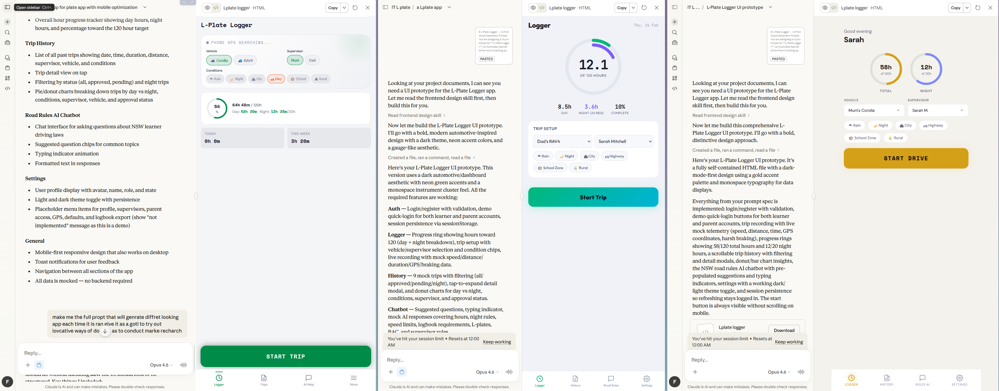 Open sidebar Ctrl+.
pp for plate app with mobile optimization
Overall hour progress tracker showing day hours, night
hours, and percentage toward the 120 hour target
Trip History
List of all past trips showing date, time, duration, distance,
supervisor, vehicle, and conditions
Trip detail view on tap
Filtering by status (all, approved, pending) and night trips
Pie/donut charts breaking down trips by day vs night,
conditions, supervisor, vehicle, and approval status
Road Rules AI Chatbot
Chat interface for asking questions about NSW learner
driving laws
Suggested question chips for common topics
Typing indicator animation
Formatted text in responses
Settings
User profile display with avatar, name, role, and state
Light and dark theme toggle with persistence
Placeholder menu items for profile, supervisors, parent
access, GPS, defaults, and logbook export (show "not
implemented" message as this is a demo)
General
Mobile-first responsive design that also works on desktop
Toast notifications for user feedback
Navigation between all sections of the app
All data is mocked — no backend required
make me the full propt that will genrate diffret looking
app each time it is ran give it as a gotl to try out
iovcative ways of do as to conduct marke recharch
Reply...
Opus 4.6
should do without dictating how the UI should look or be
structured. Key things I included:
F
Claude is AI and can make mistakes. Please double-check responses.
Lplate logger · HTML
Copy
L-Plate Logger
PHONE GPS SEARCHING...
Vehicle
Supervisor
Corolla
RAV4
Mum
Dad
Conditions
Rain
Night
City
Hwy
School
Rural
54
%
64h 48m / 120h
Day: 52h 20m · Night: 12h 28m/20h
TODAY
0h 0m
THIS WEEK
3h 20m
START TRIP
Logger
Trips
AI Help
More
IT L plate / a Lplate app
# L-Plate Logger — UI Prot
otype Generator Prompt
You are designing a UI pro
totype for **L-Plate Logge
r**, an Australian learner
driver hours tracking ap...
PASTED
Looking at your project documents, I can see you
need a UI prototype for the L-Plate Logger app.
Let me read the frontend design skill first, then
build this for you.
Read frontend design skill >
Now let me build the L-Plate Logger UI prototype.
I'll go with a bold, modern automotive-inspired
design with a dark theme, neon accent colors, and
a gauge-like aesthetic.
Created a file, ran a command, read a file >
Here's your L-Plate Logger UI prototype. This
version uses a dark automotive/dashboard
aesthetic with neon green accents and a
monospace instrument cluster feel. All the
required features are working:
Auth — Login/register with validation, demo
quick-login for both learner and parent accounts,
session persistence via sessionStorage.
Logger — Progress ring showing hours toward
120 (day + night breakdown), trip setup with
vehicle/supervisor selection and condition chips,
live recording with mock speed/distance/
duration/GPS/braking data.
History — 9 mock trips with filtering (all/
approved/pending/night), tap-to-expand detail
modal, and donut charts for day vs night,
conditions, supervisor, and approval status.
Chatbot — Suggested questions, typing indicator,
mock AI responses covering hours, night rules,
speed limits, logbook requirements, L-plates,
BAC, and supervisor rules.
You've hit your session limit • Resets at 12:00
AM
Keep working
Reply...
Opus 4.6
Claude is AI and can make mistakes. Please double-check responses.
Lplate logger · HTML
Copy
Logger
Thu, 26 Feb
12.1
OF 120 HOURS
8.5h
DAY
3.6h
NIGHT (20 REQ)
10%
COMPLETE
TRIP SETUP
Dad's RAV4
Sarah Mitchell
Rain
Night
City
Highway
School Zone
Rural
Start Trip
Logger
History
Road Rules
Settings
IT L ... / L-Plate Logger UI prototype
# L-Plate Logger — UI Prot
otype Generator Prompt
You are designing a UI pro
totype for **L-Plate Logge
r**, an Australian learner
driver hours tracking ap...
PASTED
Looking at your project documents, I can
see you need a UI prototype for the L-Plate
Logger app. Let me read the frontend design
skill first, then build this for you.
Read frontend design skill >
Now let me build this comprehensive L-
Plate Logger UI prototype. I'll go with a bold,
distinctive design approach.
Created a file, ran a command, read a file >
Here's your L-Plate Logger UI prototype. It's
a fully self-contained HTML file with a dark-
mode-first design using a gold accent
palette and monospace typography for data
displays.
Everything from your prompt spec is
implemented: login/register with validation,
demo quick-login buttons for both learner
and parent accounts, trip recording with live
mock telemetry (speed, distance, time, GPS
coordinates, harsh braking), progress rings
showing 58/120 total hours and 12/20 night
hours, a scrollable trip history with filtering
and detail modals, donut/bar chart insights,
the NSW road rules AI chatbot with pre-
populated suggestions and typing
indicators, settings with a working dark/
light theme toggle, and session persistence
so refreshing stays logged in. The start
button is always visible without scrolling on
mobile.
Lplate logger
Download
You've hit your session limit • Resets at
12:00 AM
Keep working
Reply...
Opus 4.6
F
Claude is AI and can make mistakes. Please double-check responses.
Lplate logger · HTML
Copy
Good evening
Sarah
58h
of 120h
TOTAL
12h
of 20h
NIGHT
VEHICLE
SUPERVISOR
Mum's Corolla
Sarah M.
Rain
Night
City
Highway
School Zone
Rural
START DRIVE
LOGGER
HISTORY
RULES AI
SETTINGS